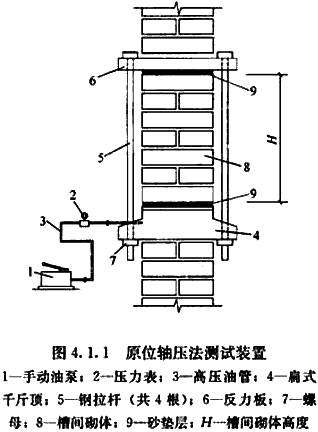 6
9
5
H
8
2
3
9
4
1
7
图 4.1.1 原位轴压法测试装置
1—手动油泵；2—压力表；3—高压油管；4—扁式
千斤顶；5—钢拉杆（共 4 根）；6—反力板；7—螺
母；8—槽间砌体；9—砂垫层；H—槽间砌体高度